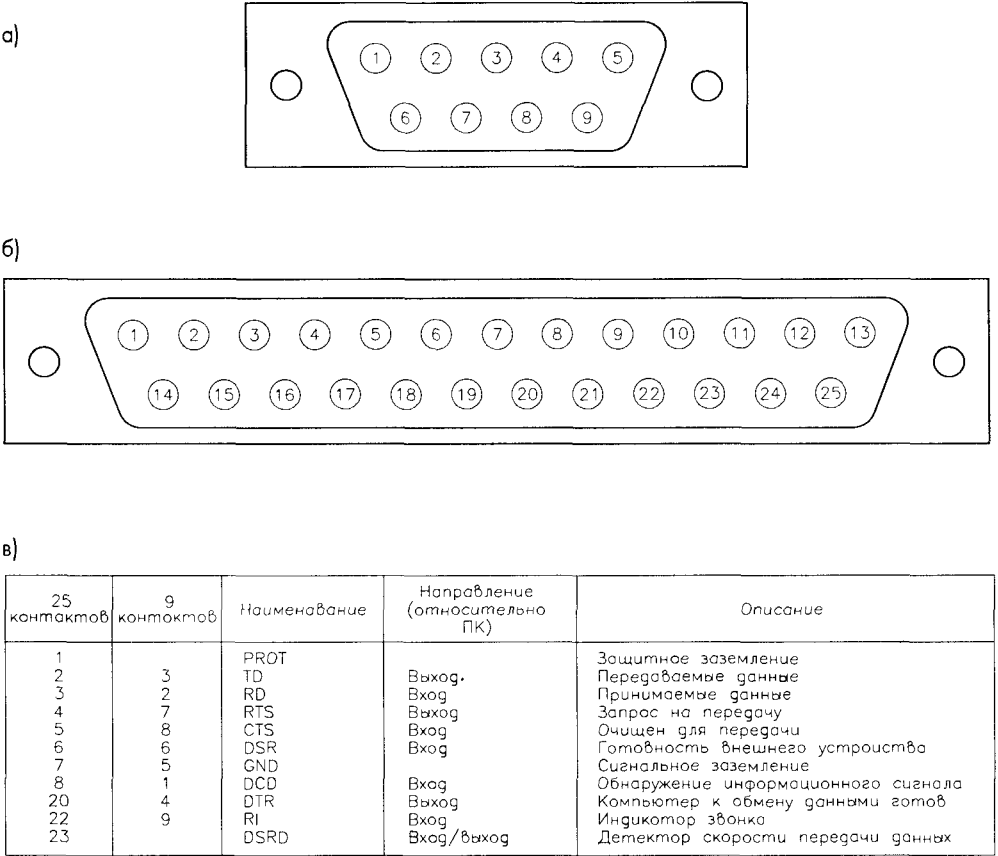 а)
1 2 3 4 5
6 7 8 9
б)
1 2 3 4 5 6 7 8 9 10 11 12 13
14 15 16 17 18 19 20 21 22 23 24 25
в)
25 контактов 9 контоктов Наименавание Направление (относительно ПК) Описание
1 PROT Защитное заземление
2 3 TD Выход. Передаваемые данные
3 2 RD Вход Принимаемые данные
4 7 RTS Выход Запрос на передачу
5 8 CTS Вход Очищен для передачи
6 6 DSR Вход Готовность внешнего устроиства
7 5 GND Сигнальное заземление
8 1 DCD Вход Обнаружение информационного сигнала
20 4 DTR Выход Компьютер к обмену данными готов
22 9 RI Вход Индикотор звонка
23 DSRD Вход/выход Детектор скорости передачи данных